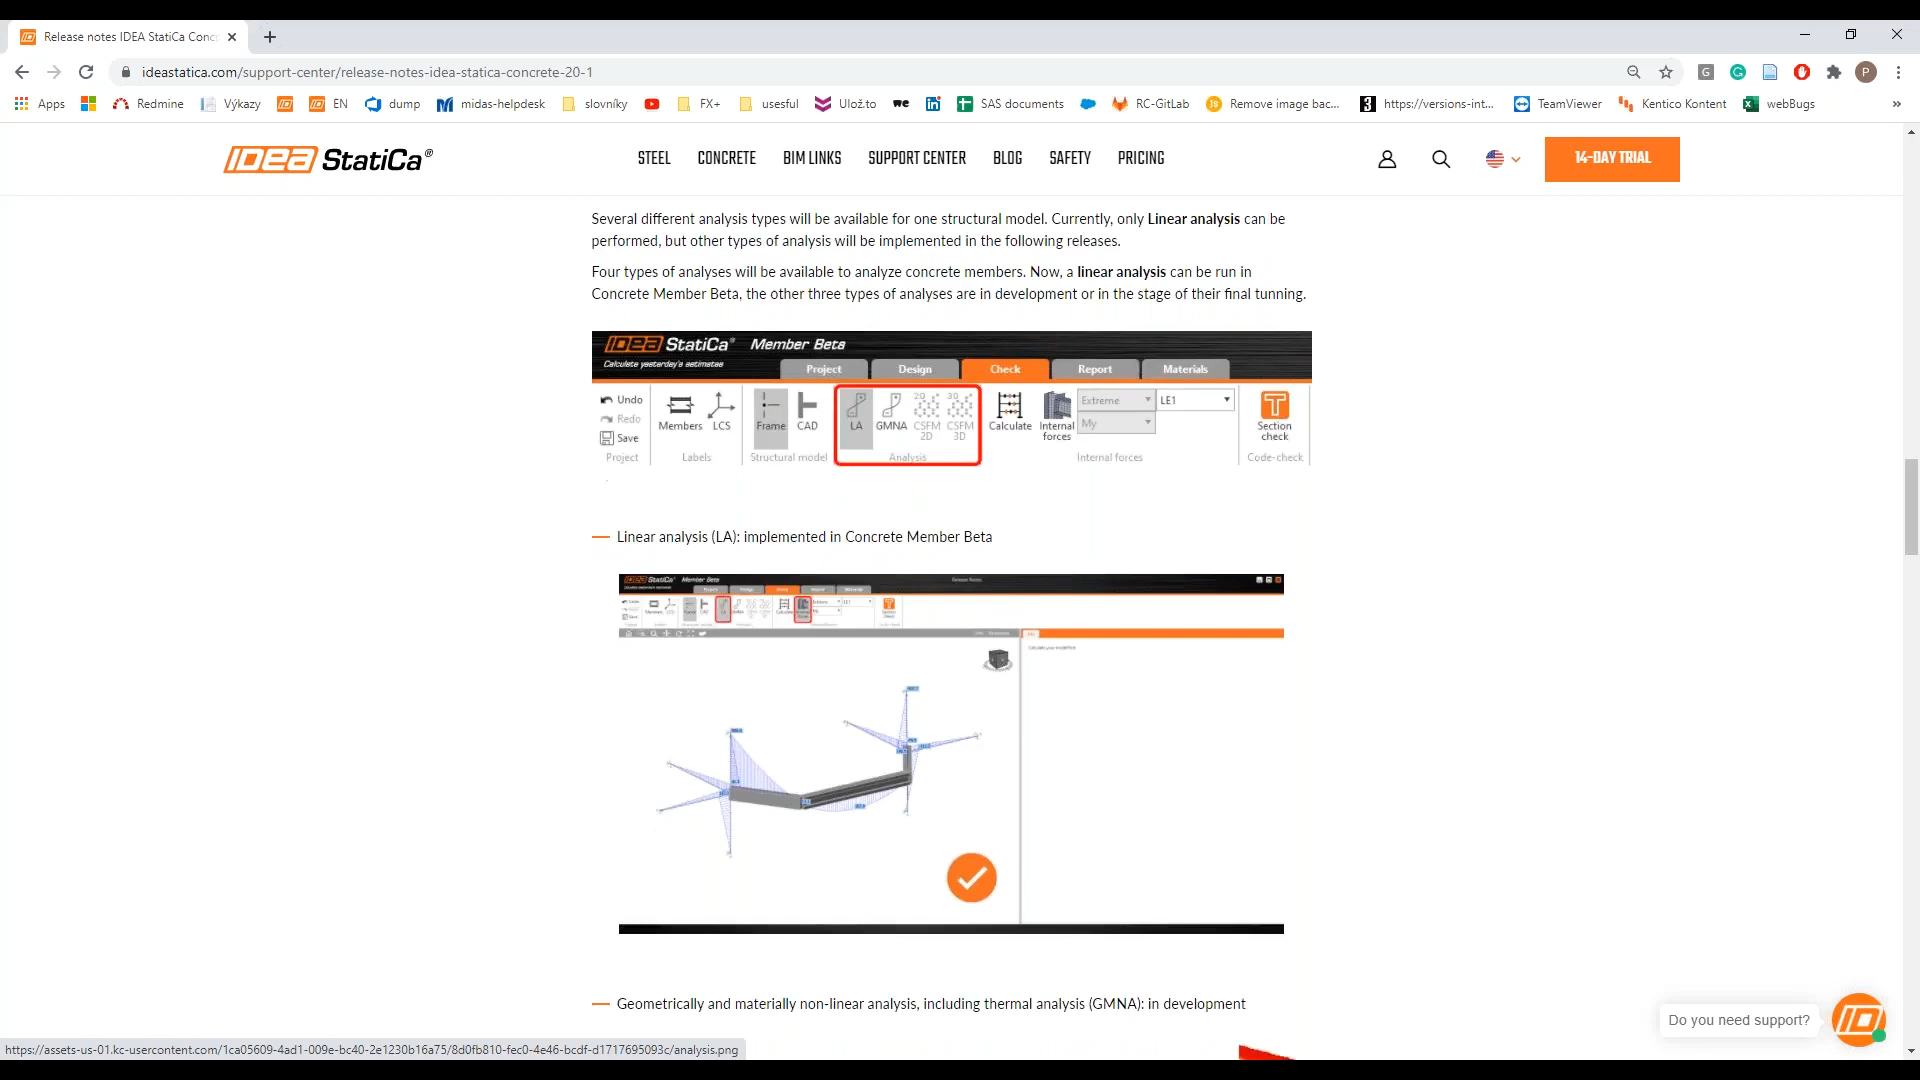 Release notes IDEA StatiCa Conc
ideastatica.com/support-center/release-notes-idea-statica-concrete-20-1
P
Apps
Redmine
Výkazy
EN
dump
midas-helpdesk
slovníky
FX+
usesful
Ulož.to
SAS documents
RC-GitLab
Remove image bac...
https://versions-int...
TeamViewer
Kentico Kontent
webBugs
IDEA StatiCa®
STEEL
CONCRETE
BIM LINKS
SUPPORT CENTER
BLOG
SAFETY
PRICING
14-DAY TRIAL
Several different analysis types will be available for one structural model. Currently, only Linear analysis can be
performed, but other types of analysis will be implemented in the following releases.
Four types of analyses will be available to analyze concrete members. Now, a linear analysis can be run in
Concrete Member Beta, the other three types of analyses are in development or in the stage of their final tunning.
IDEA StatiCa® Member Beta
Calculate yesterday's estimates
Project
Design
Check
Report
Materials
Undo
Redo
Save
Project
Members
LCS
Labels
Frame
CAD
Structural model
LA
GMNA
2D
CSFM
2D
3D
CSFM
3D
Analysis
Calculate
Internal
forces
Extreme
LE1
My
Internal forces
Section
check
Code-check
Linear analysis (LA): implemented in Concrete Member Beta
IDEA StatiCa® Member Beta
Geometrically and materially non-linear analysis, including thermal analysis (GMNA): in development
Do you need support?
https://assets-us-01.kc-usercontent.com/1ca05609-4ad1-009e-bc40-2e1230b16a75/8d0fb810-fec0-4e46-bcdf-d1717695093c/analysis.png